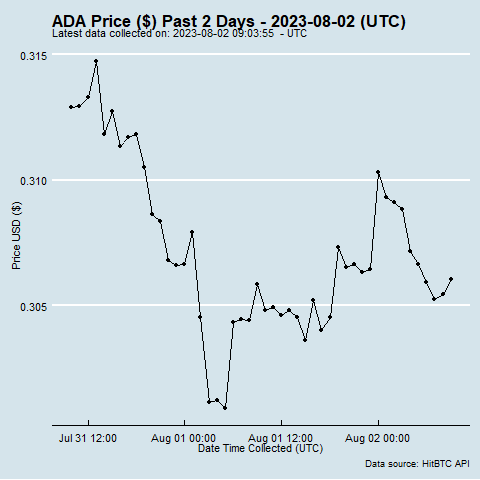 ADA Price ($) Past 2 Days - 2023-08-02 (UTC)
Latest data collected on: 2023-08-02 09:03:55  - UTC
0.315
0.310
0.305
Price USD ($)
Jul 31 12:00
Aug 01 00:00
Aug 01 12:00
Aug 02 00:00
Date Time Collected (UTC)
Data source: HitBTC API